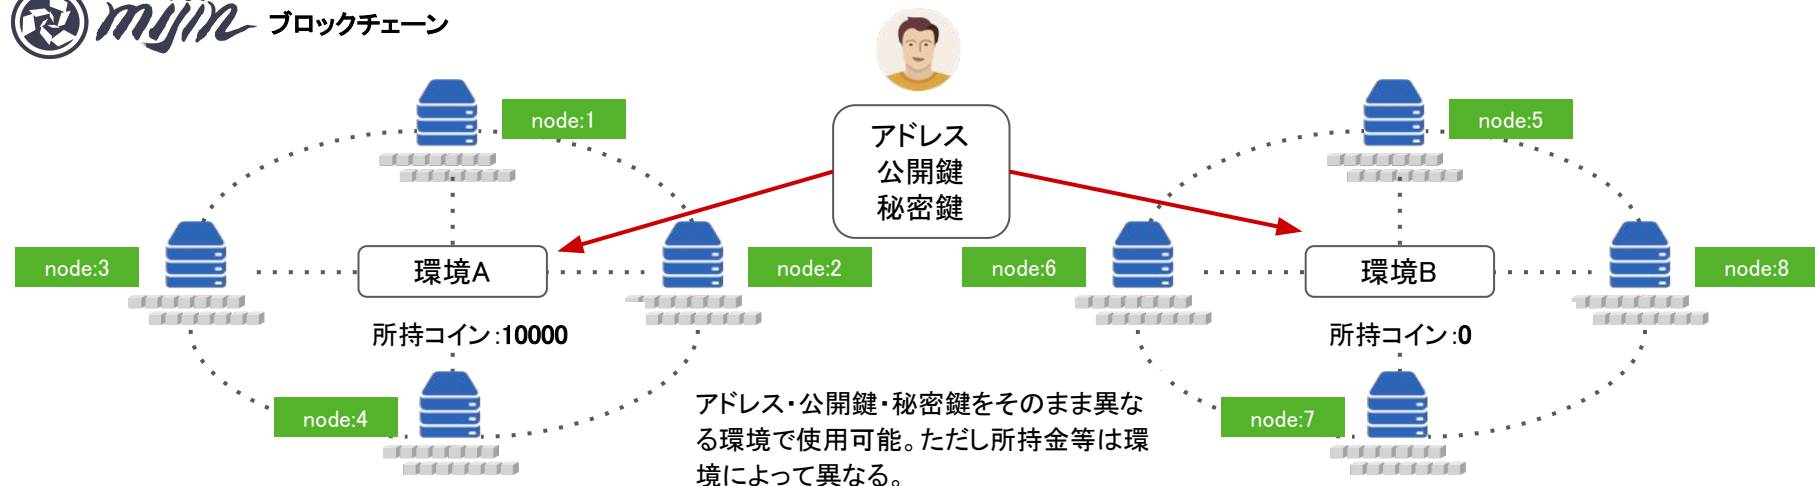 mijin ブロックチェーン
アドレス
公開鍵
秘密鍵
node:1
node:3
node:2
環境A
所持コイン:10000
node:4
node:5
node:6
node:8
環境B
所持コイン:0
node:7
アドレス・公開鍵・秘密鍵をそのまま異な
る環境で使用可能。ただし所持金等は環
境によって異なる。